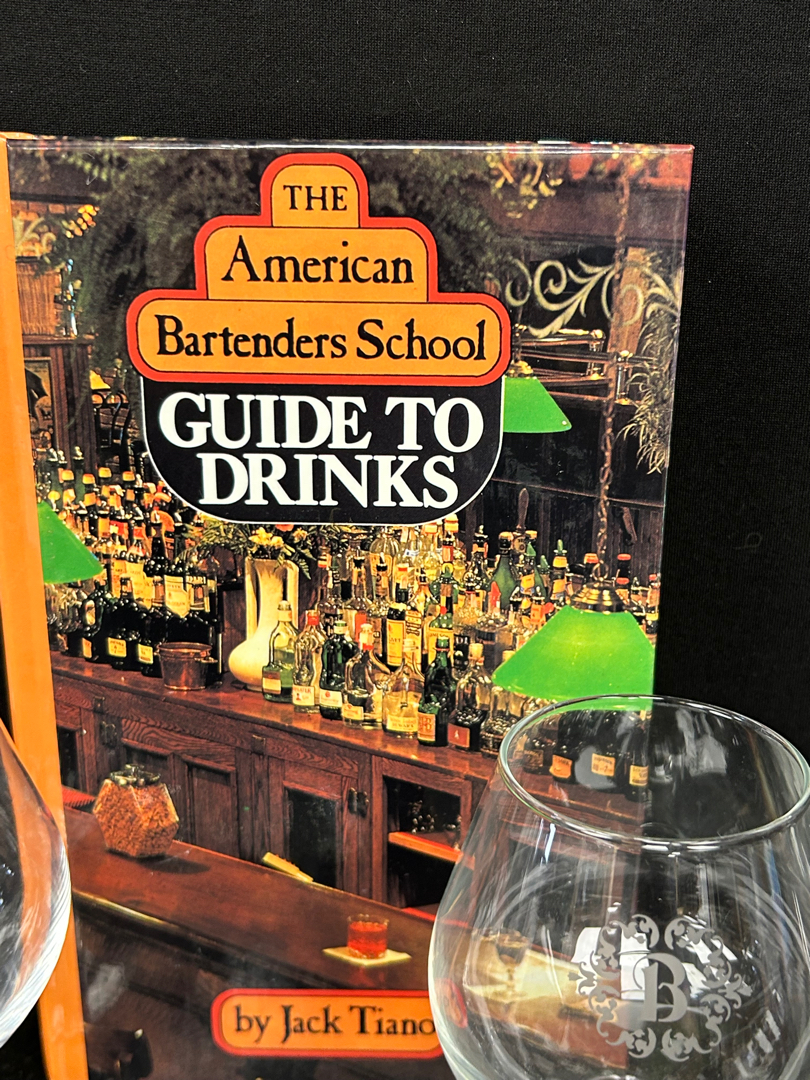 THE
American
Bartenders School
GUIDE TO
DRINKS
by Jack Tiano
B